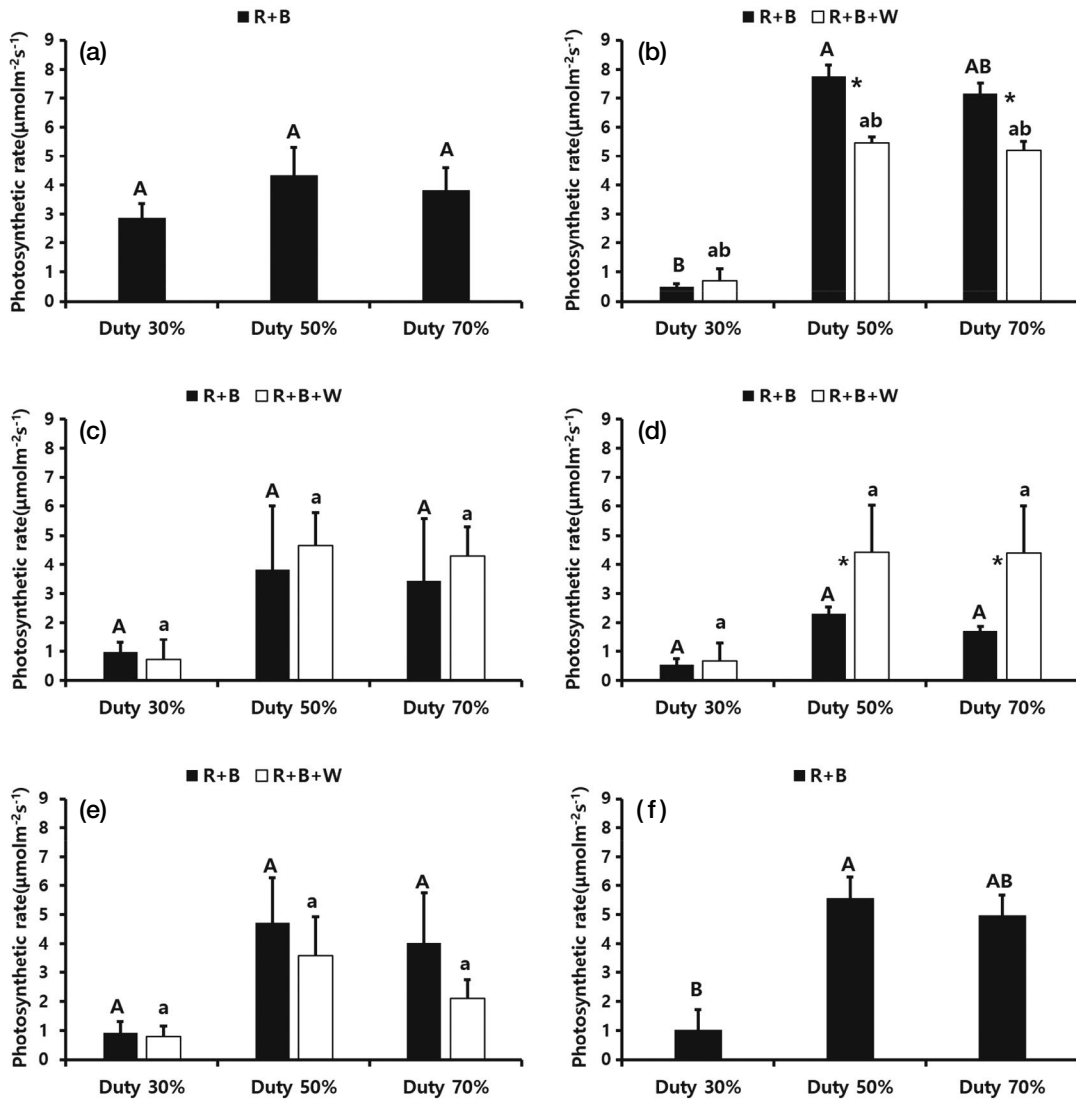 R+B
(a)
Photosynthetic rate(μmolm⁻²s⁻¹)
9
8
7
6
5
4
3
2
1
0
A
A
A
Duty 30% Duty 50% Duty 70%
R+B R+B+W
(b)
Photosynthetic rate(μmolm⁻²s⁻¹)
9
8
7
6
5
4
3
2
1
0
B
ab
A
*
ab
AB
*
ab
Duty 30% Duty 50% Duty 70%
R+B R+B+W
(c)
Photosynthetic rate(μmolm⁻²s⁻¹)
9
8
7
6
5
4
3
2
1
0
A
a
A
a
A
a
Duty 30% Duty 50% Duty 70%
R+B R+B+W
(d)
Photosynthetic rate(μmolm⁻²s⁻¹)
9
8
7
6
5
4
3
2
1
0
A
a
A
*
a
A
*
a
Duty 30% Duty 50% Duty 70%
R+B R+B+W
(e)
Photosynthetic rate(μmolm⁻²s⁻¹)
9
8
7
6
5
4
3
2
1
0
A
a
A
a
A
a
Duty 30% Duty 50% Duty 70%
R+B
(f)
Photosynthetic rate(μmolm⁻²s⁻¹)
9
8
7
6
5
4
3
2
1
0
B
A
AB
Duty 30% Duty 50% Duty 70%